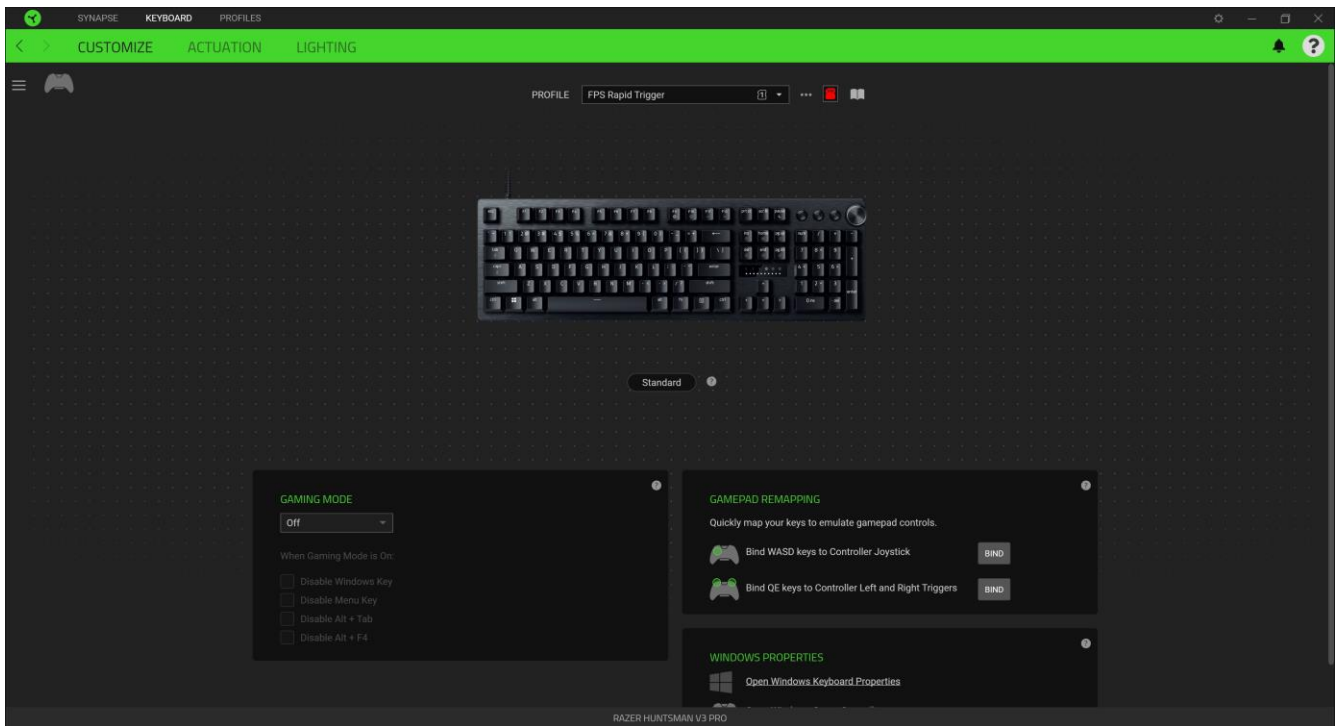 SYNAPSE KEYBOARD PROFILES
CUSTOMIZE ACTUATION LIGHTING
PROFILE FPS Rapid Trigger 1
Standard
GAMING MODE
Off
When Gaming Mode is On:
Disable Windows Key
Disable Menu Key
Disable Alt + Tab
Disable Alt + F4
GAMEPAD REMAPPING
Quickly map your keys to emulate gamepad controls.
Bind WASD keys to Controller Joystick BIND
Bind QE keys to Controller Left and Right Triggers BIND
WINDOWS PROPERTIES
Open Windows Keyboard Properties
RAZER HUNTSMAN V3 PRO